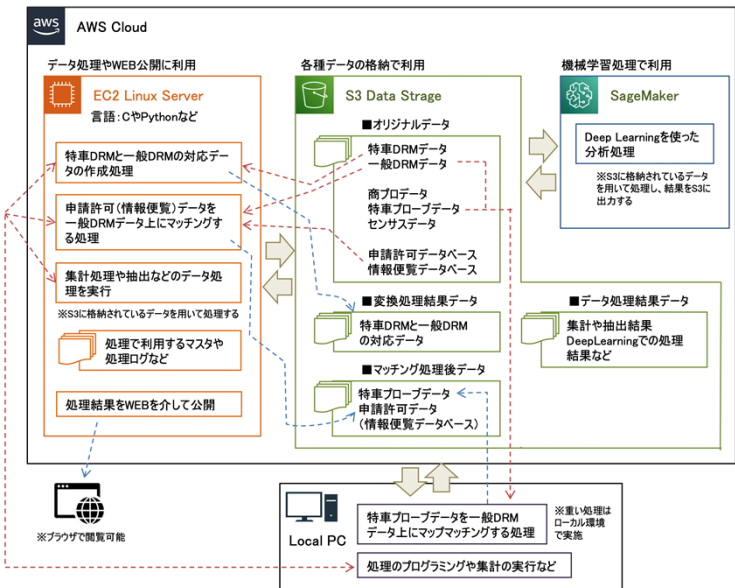 aws
AWS Cloud
データ処理やWEB公開に利用
EC2 Linux Server
言語：CやPythonなど
特車DRMと一般DRMの対応デー
タの作成処理
申請許可（情報便覧）データを
一般DRMデータ上にマッチングす
る処理
集計処理や抽出などのデータ処
理を実行
※S3に格納されているデータを用いて処理する
処理で利用するマスタや
処理ログなど
処理結果をWEBを介して公開
※ブラウザで閲覧可能
各種データの格納で利用
S3 Data Strage
■オリジナルデータ
特車DRMデータ
一般DRMデータ
商プロデータ
特車プローブデータ
センサスデータ
申請許可データベース
情報便覧データベース
■変換処理結果データ
特車DRMと一般DRM
の対応データ
■マッチング処理後データ
特車プローブデータ
申請許可データ
（情報便覧データベース）
機械学習処理で利用
SageMaker
Deep Learningを使った
分析処理
※S3に格納されているデータ
を用いて処理し、結果をS3に
出力する
■データ処理結果データ
集計や抽出結果
DeepLearningでの処理
結果など
Local PC
特車プローブデータを一般DRM
データ上にマップマッチングする処理
※重い処理は
ローカル環境
で実施
処理のプログラミングや集計の実行など